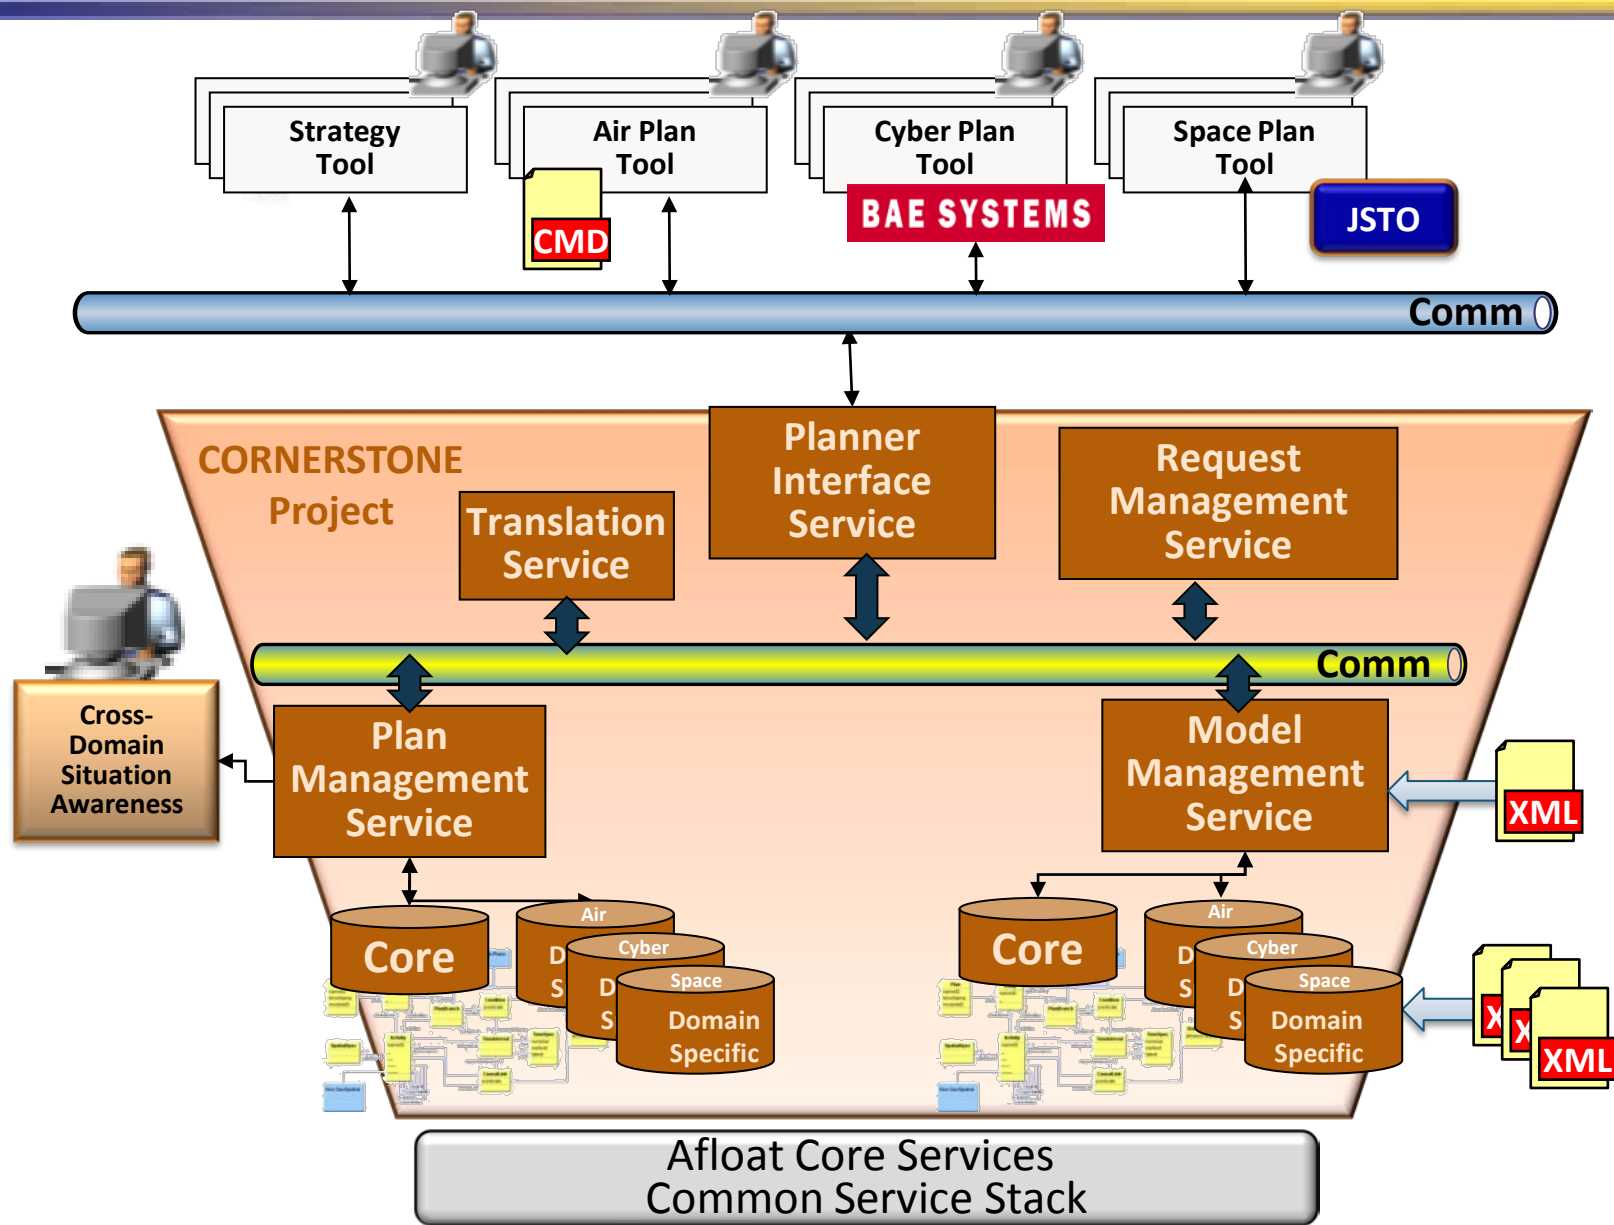 Strategy
Tool
Air Plan
Tool
CMD
Cyber Plan
Tool
BAE SYSTEMS
Space Plan
Tool
JSTO
Comm
CORNERSTONE
Project
Translation
Service
Planner
Interface
Service
Request
Management
Service
Comm
Cross-
Domain
Situation
Awareness
Plan
Management
Service
Model
Management
Service
XML
Core
Air
D
S
Cyber
D
S
Space
Domain
Specific
Core
Air
D
S
Cyber
D
S
Space
Domain
Specific
X
X
XML
Afloat Core Services
Common Service Stack